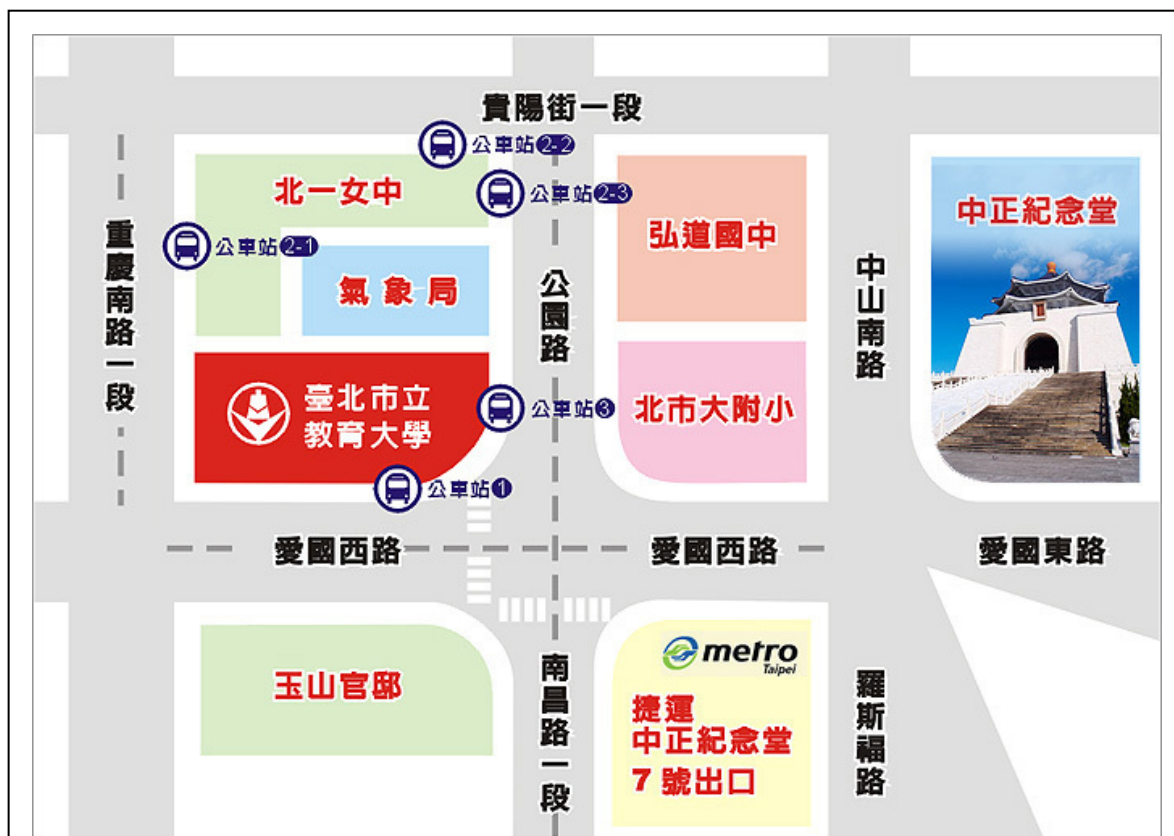 貴陽街一段
公車站2-2
北一女中
公車站2-3
中正紀念堂
弘道國中
公車站2-1
重慶南路一段
氣象局
公園路
中山南路
臺北市立
教育大學
公車站3
北市大附小
公車站1
愛國西路
愛國西路
愛國東路
metro
Taipei
玉山官邸
南昌路一段
捷運
中正紀念堂
7號出口
羅斯福路